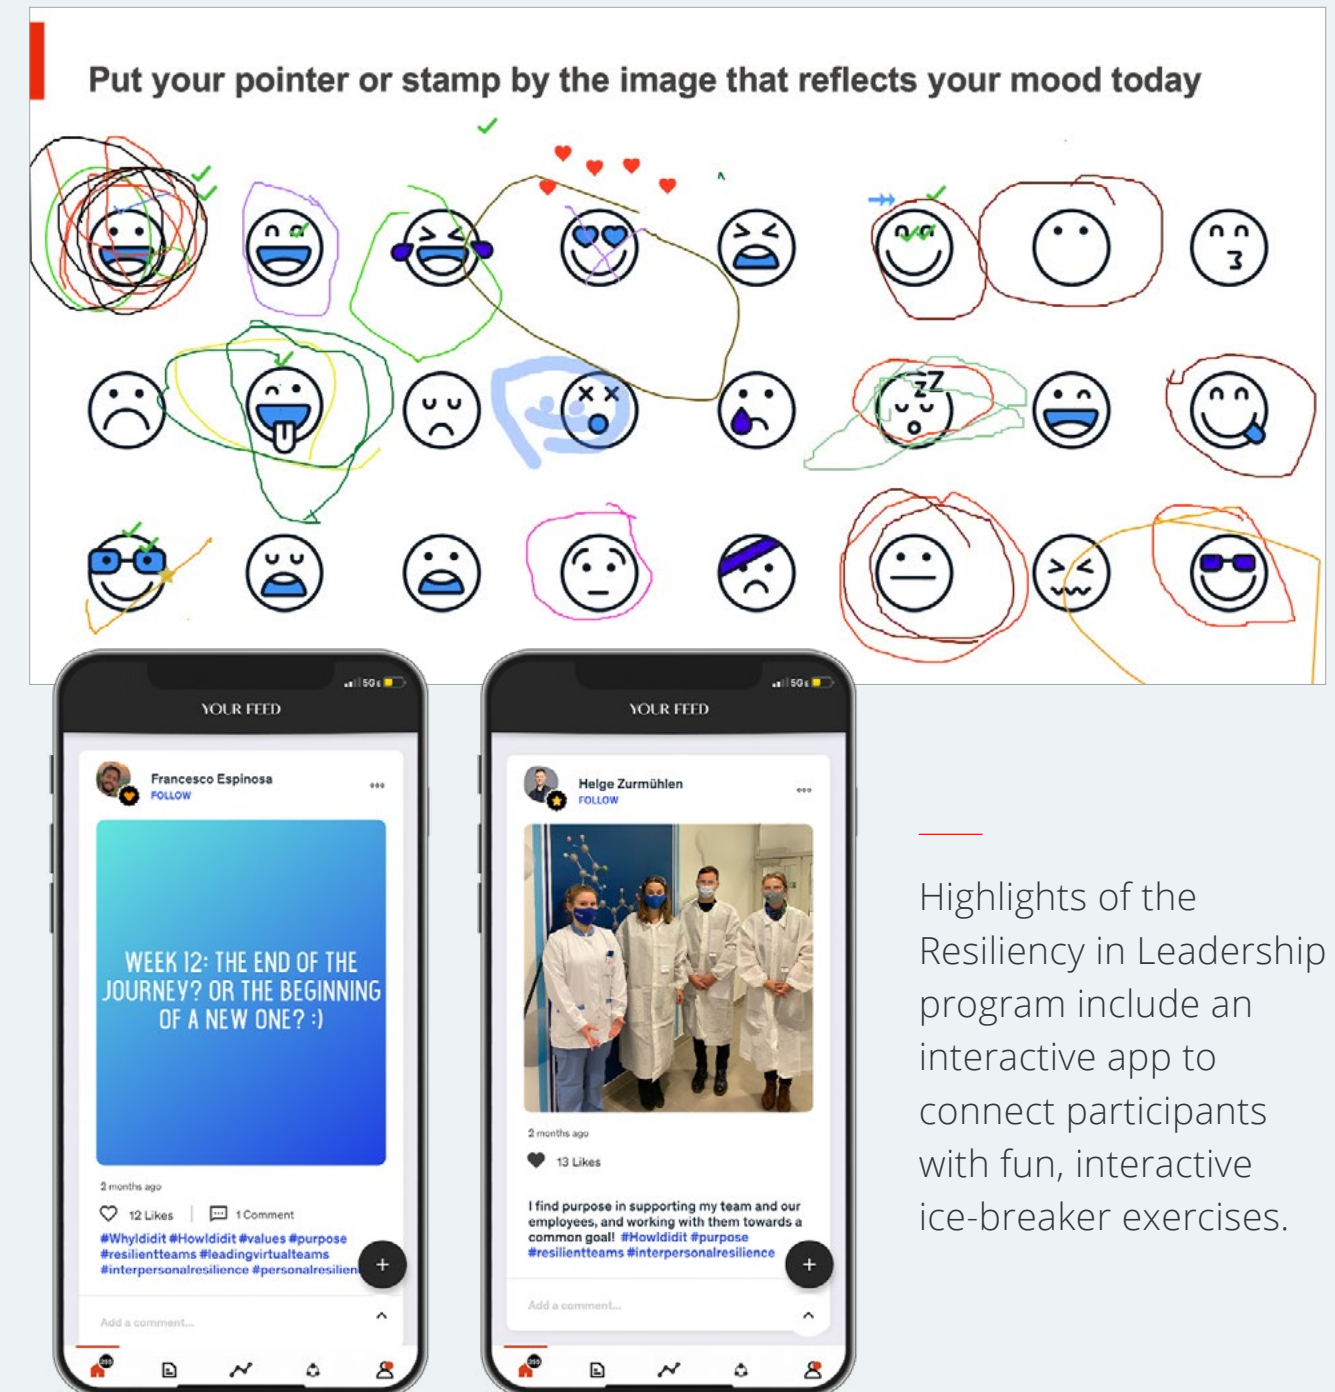 Put your pointer or stamp by the image that reflects your mood today
zZ
5G E
YOUR FEED
Francesco Espinosa
FOLLOW
WEEK 12: THE END OF THE
JOURNEY? OR THE BEGINNING
OF A NEW ONE? :)
2 months ago
12 Likes
1 Comment
#WhyIdidit #HowIdidit #values #purpose
#resilientteams #leadingvirtualteams
#interpersonalresilience #personalresilien
+
Add a comment...
255
5G E
YOUR FEED
Helge Zurmühlen
FOLLOW
2 months ago
13 Likes
I find purpose in supporting my team and our
employees, and working with them towards a
common goal! #HowIdidit #purpose
#resilientteams #interpersonalresilience
+
Add a comment...
255
Highlights of the
Resiliency in Leadership
program include an
interactive app to
connect participants
with fun, interactive
ice-breaker exercises.